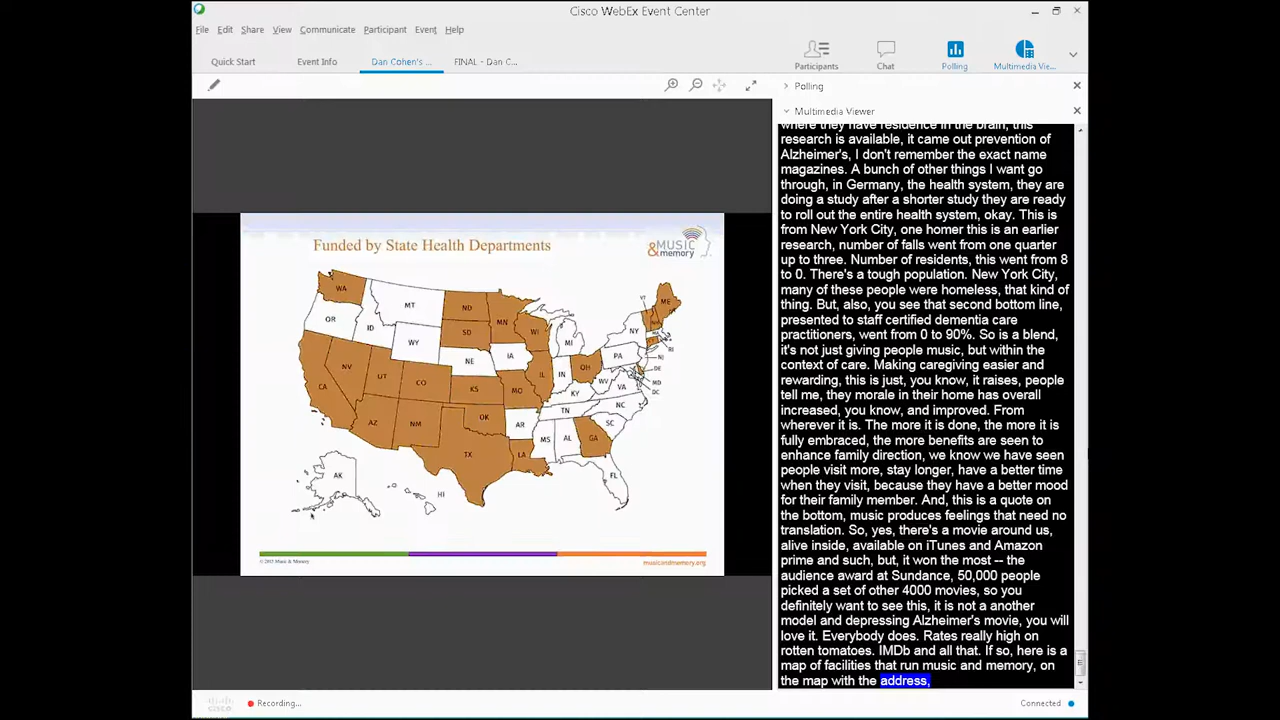 Cisco WebEx Event Center
File Edit Share View Communicate Participant Event Help
Quick Start
Event Info
Dan Cohen's ...
FINAL - Dan C...
Participants
Chat
Polling
Multimedia Vie...
Polling
Multimedia Viewer
where they have residence in the brain, this
research is available, it came out prevention of
Alzheimer's, I don't remember the exact name
magazines. A bunch of other things I want go
through, in Germany, the health system, they are
doing a study after a shorter study they are ready
to roll out the entire health system, okay. This is
from New York City, one homer this is an earlier
research, number of falls went from one quarter
up to three. Number of residents, this went from 8
to 0. There's a tough population. New York City,
many of these people were homeless, that kind of
thing. But, also, you see that second bottom line,
presented to staff certified dementia care
practitioners, went from 0 to 90%. So is a blend,
it's not just giving people music, but within the
context of care. Making caregiving easier and
rewarding, this is just, you know, it raises, people
tell me, they morale in their home has overall
increased, you know, and improved. From
wherever it is. The more it is done, the more it is
fully embraced, the more benefits are seen to
enhance family direction, we know we have seen
people visit more, stay longer, have a better time
when they visit, because they have a better mood
for their family member. And, this is a quote on
the bottom, music produces feelings that need no
translation. So, yes, there's a movie around us,
alive inside, available on iTunes and Amazon
prime and such, but, it won the most -- the
audience award at Sundance, 50,000 people
picked a set of other 4000 movies, so you
definitely want to see this, it is not a another
model and depressing Alzheimer's movie, you will
love it. Everybody does. Rates really high on
rotten tomatoes. IMDb and all that. If so, here is a
map of facilities that run music and memory, on
the map with the address,
Funded by State Health Departments
MUSIC
&memory
WA
OR
ID
MT
WY
ND
SD
NE
MN
IA
WI
MI
IL
IN
OH
KY
WV
VA
PA
NY
VT
ME
RI
NJ
DE
MD
DC
NV
CA
UT
CO
KS
MO
AZ
NM
OK
AR
TX
LA
MS
AL
GA
TN
NC
SC
FL
AK
HI
© 2015 Music & Memory
musicandmemory.org
cisco
Recording...
Connected